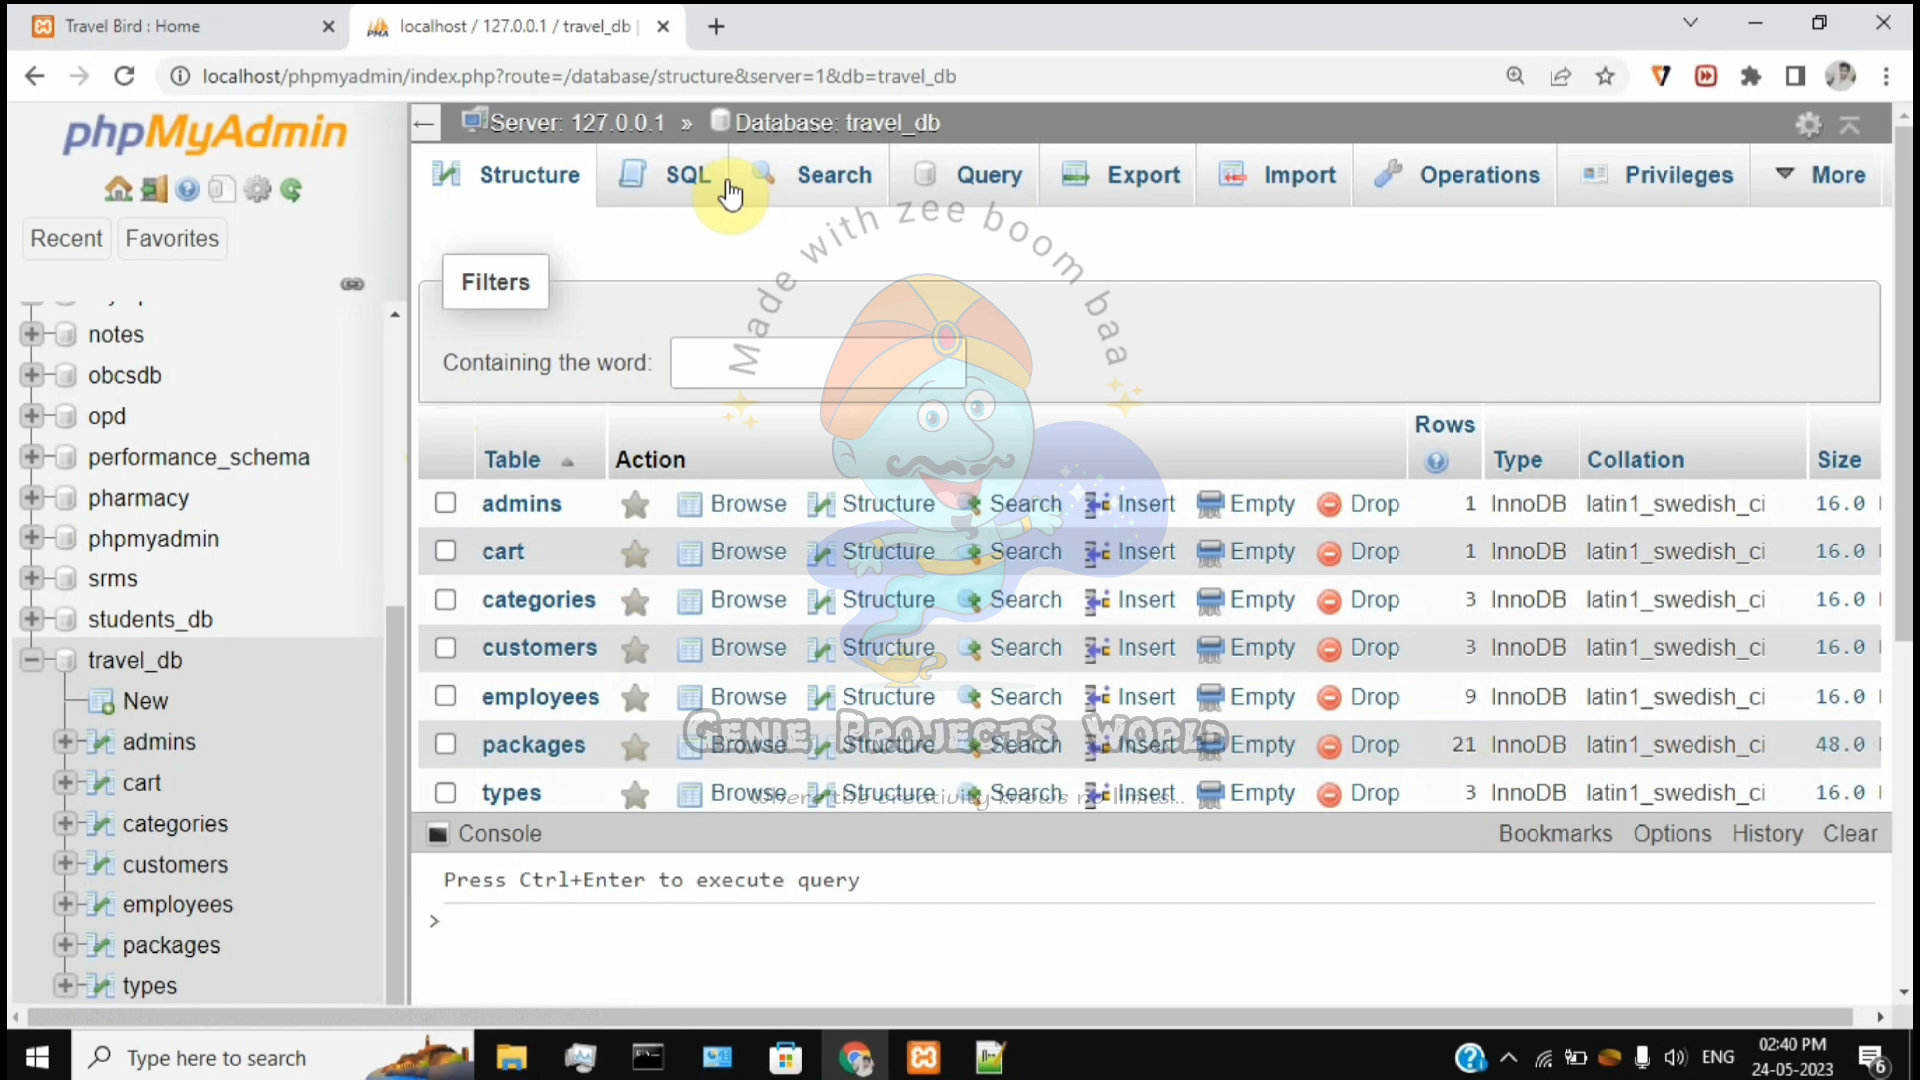 Travel Bird : Home
localhost / 127.0.0.1 / travel_db |
localhost/phpmyadmin/index.php?route=/database/structure&server=1&db=travel_db
phpMyAdmin
Recent
Favorites
notes
obcsdb
opd
performance_schema
pharmacy
phpmyadmin
srms
students_db
travel_db
New
admins
cart
categories
customers
employees
packages
types
Server: 127.0.0.1 » Database: travel_db
Structure SQL Search Query Export Import Operations Privileges More
Made with zee boom baa
Filters
Containing the word:
Table Action Rows Type Collation Size
admins Browse Structure Search Insert Empty Drop 1 InnoDB latin1_swedish_ci 16.0
cart Browse Structure Search Insert Empty Drop 1 InnoDB latin1_swedish_ci 16.0
categories Browse Structure Search Insert Empty Drop 3 InnoDB latin1_swedish_ci 16.0
customers Browse Structure Search Insert Empty Drop 3 InnoDB latin1_swedish_ci 16.0
employees Browse Structure Search Insert Empty Drop 9 InnoDB latin1_swedish_ci 16.0
Genie Projects World
packages Browse Structure Search Insert Empty Drop 21 InnoDB latin1_swedish_ci 48.0
types Browse Structure Search Insert Empty Drop 3 InnoDB latin1_swedish_ci 16.0
Where the creativity knows no limits...
Console Bookmarks Options History Clear
Press Ctrl+Enter to execute query
>
Type here to search
ENG
02:40 PM
24-05-2023
6